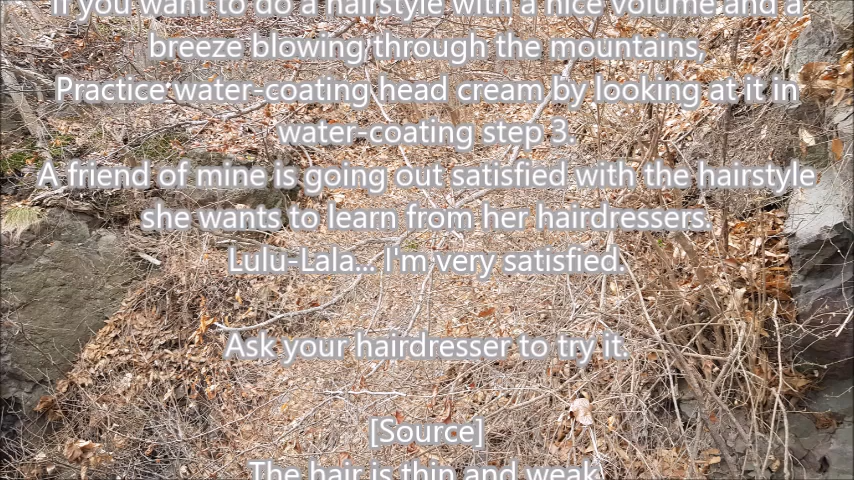 If you want to do a hairstyle with a nice volume and a
breeze blowing through the mountains,
Practice water-coating head cream by looking at it in
water-coating step 3.
A friend of mine is going out satisfied with the hairstyle
she wants to learn from her hairdressers.
Lulu-Lala... I'm very satisfied.
Ask your hairdresser to try it.
[Source]
The hair is thin and weak